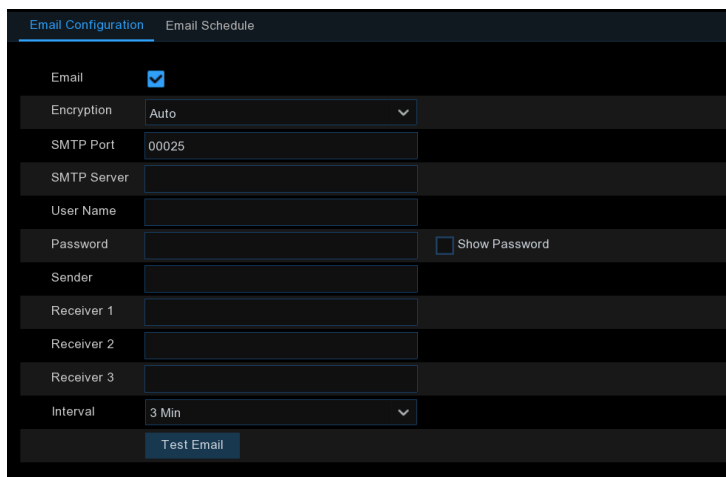 Email Configuration Email Schedule
Email
Encryption Auto
SMTP Port 00025
SMTP Server
User Name
Password Show Password
Sender
Receiver 1
Receiver 2
Receiver 3
Interval 3 Min
Test Email